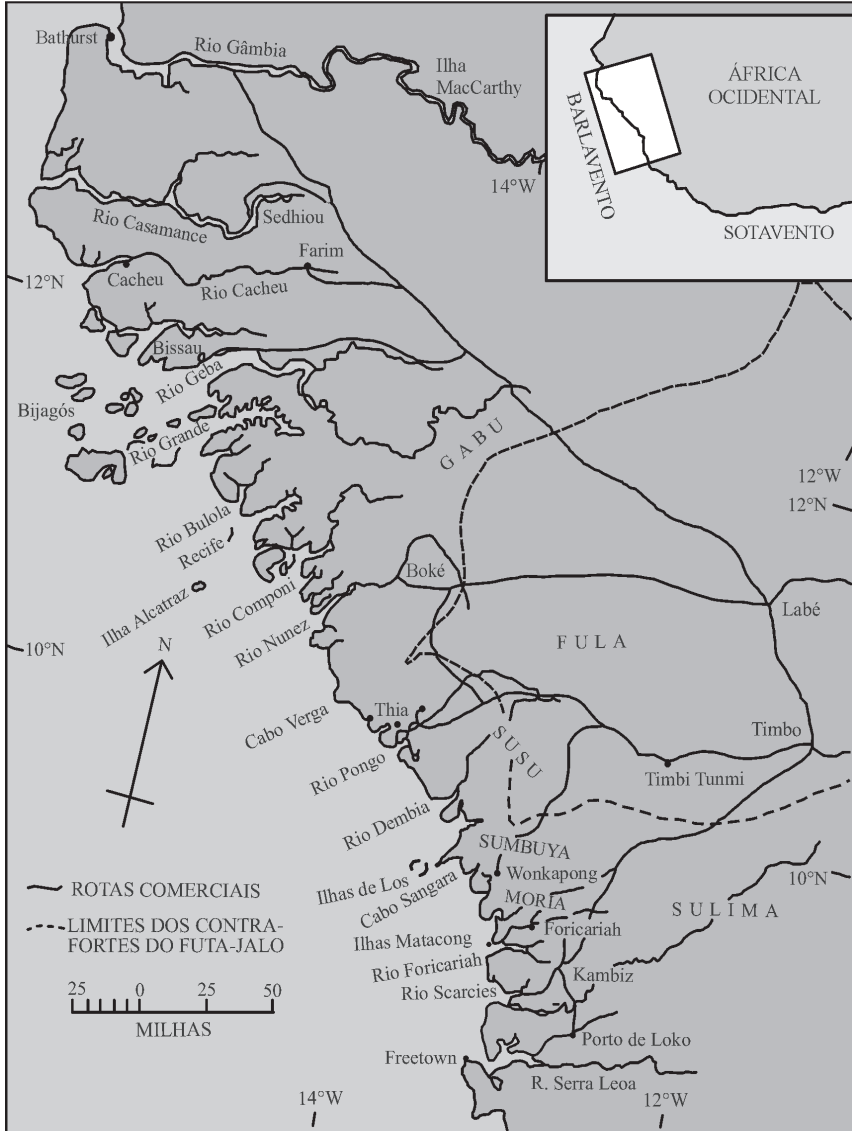 Bathurst
Rio Gâmbia
Ilha
MacCarthy
14°W
ÁFRICA
OCIDENTAL
BARLAVENTO
SOTAVENTO
Rio Casamance
Sedhiou
Farim
12°N
Cacheu
Rio Cacheu
Bissau
Rio Geba
Bijagós
Rio Grande
GABU
12°W
12°N
Rio Bulola
Recife
Boké
Ilha Alcatraz
Rio Componi
Labé
Rio Nunez
10°N
N
FULA
Cabo Verga
Thia
Timbo
SUSU
Rio Pongo
Timbi Tunmi
Rio Dembia
SUMBUYA
Ilhas de Los
Cabo Sangara
Wonkapong
10°N
MORIA
SULIMA
Foricariah
Ilhas Matacong
Rio Foricariah
Kambiz
Rio Scarcies
Porto de Loko
Freetown
R. Serra Leoa
14°W
12°W
ROTAS COMERCIAIS
LIMITES DOS CONTRA-
FORTES DO FUTA-JALO
25 0 25 50
MILHAS